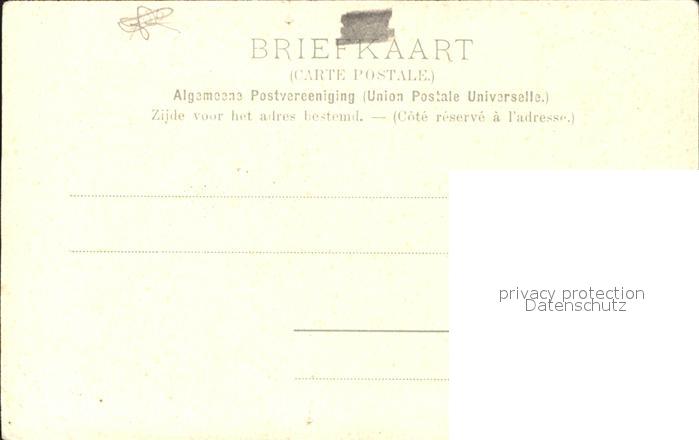 BRIEFKAART
(CARTE POSTALE.)
Algemeene Postvereeniging (Union Postale Universelle.)
Zijde voor het adres bestemd. — (Côté réservé à l'adresse.)
privacy protection
Datenschutz